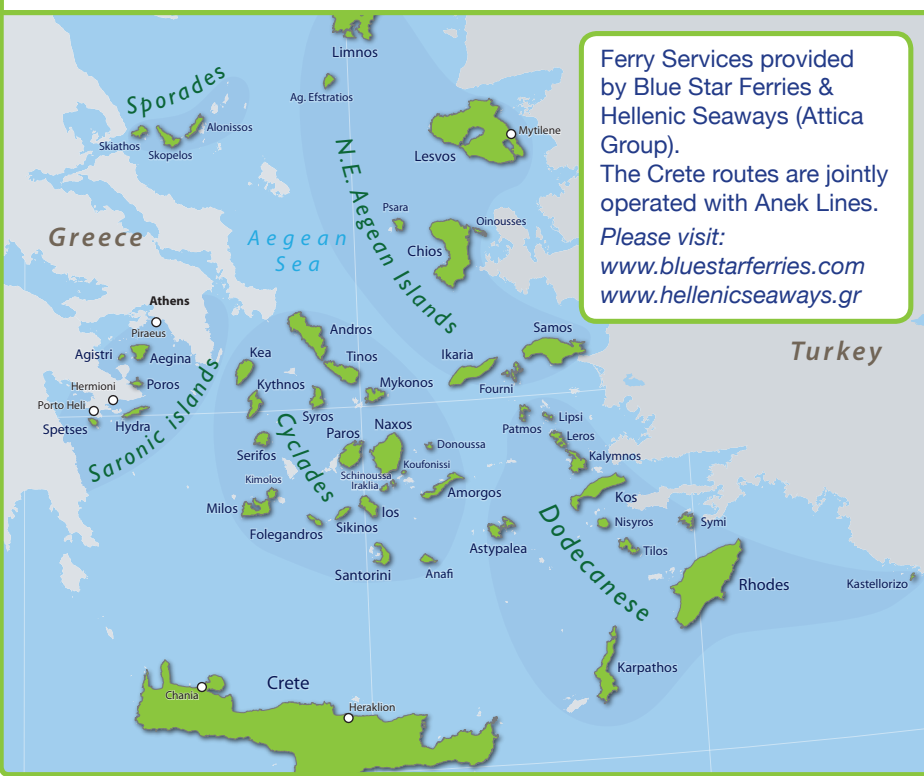 Limnos
Ag. Efstratios
Sporades
Alonissos
Skiathos
Skopelos
Mytilene
Lesvos
N.E. Aegean Islands
Psara
Oinousses
Chios
Ferry Services provided
by Blue Star Ferries &
Hellenic Seaways (Attica
Group).
The Crete routes are jointly
operated with Anek Lines.
Please visit:
www.bluestarferries.com
www.hellenicseaways.gr
Greece
Aegean
Sea
Turkey
Athens
Piraeus
Agistri
Aegina
Hermioni
Poros
Porto Heli
Spetses
Hydra
Saronic islands
Andros
Kea
Tinos
Kythnos
Mykonos
Syros
Cyclades
Paros
Naxos
Serifos
Donoussa
Koufonissi
Schinoussa
Iraklia
Kimolos
Amorgos
Milos
Ios
Sikinos
Folegandros
Santorini
Anafi
Ikaria
Samos
Fourni
Patmos
Lipsi
Leros
Kalymnos
Kos
Astypalea
Nisyros
Symi
Tilos
Dodecanese
Rhodes
Kastellorizo
Karpathos
Crete
Chania
Heraklion